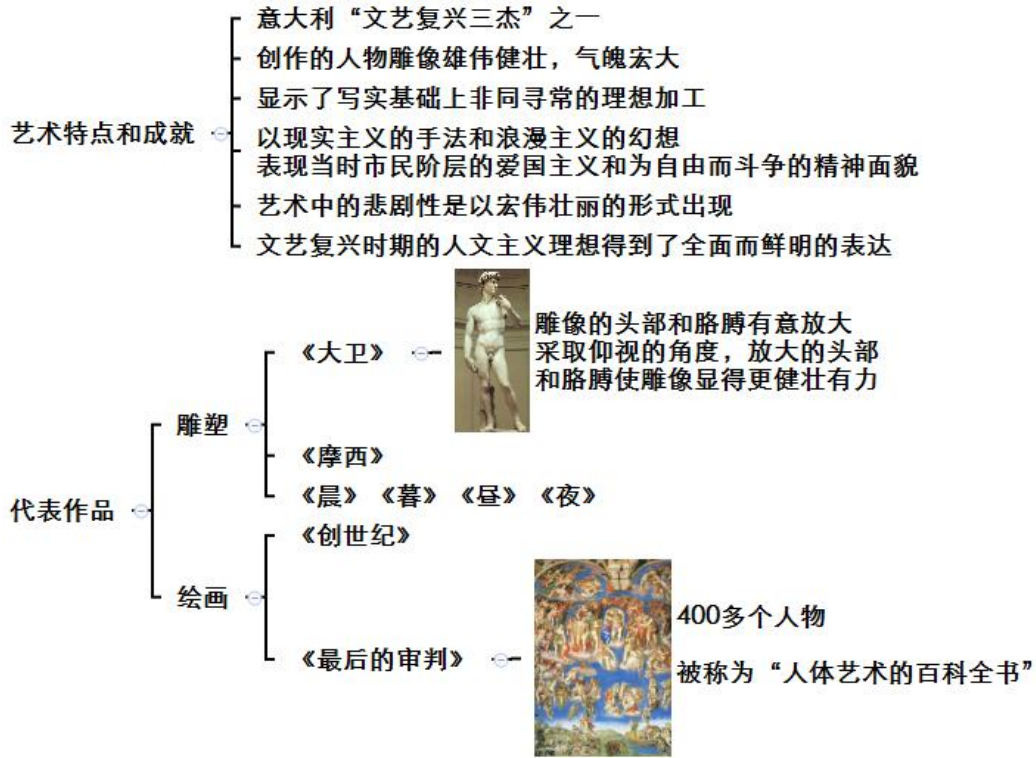 艺术特点和成就
意大利“文艺复兴三杰”之一
创作的人物雕像雄伟健壮，气魄宏大
显示了写实基础上非同寻常的理想加工
以现实主义的手法和浪漫主义的幻想
表现当时市民阶层的爱国主义和为自由而斗争的精神面貌
艺术中的悲剧性是以宏伟壮丽的形式出现
文艺复兴时期的人文主义理想得到了全面而鲜明的表达
代表作品
雕塑
《大卫》
雕像的头部和胳膊有意放大
采取仰视的角度，放大的头部
和胳膊使雕像显得更健壮有力
《摩西》
《晨》《暮》《昼》《夜》
绘画
《创世纪》
《最后的审判》
400多个人物
被称为“人体艺术的百科全书”